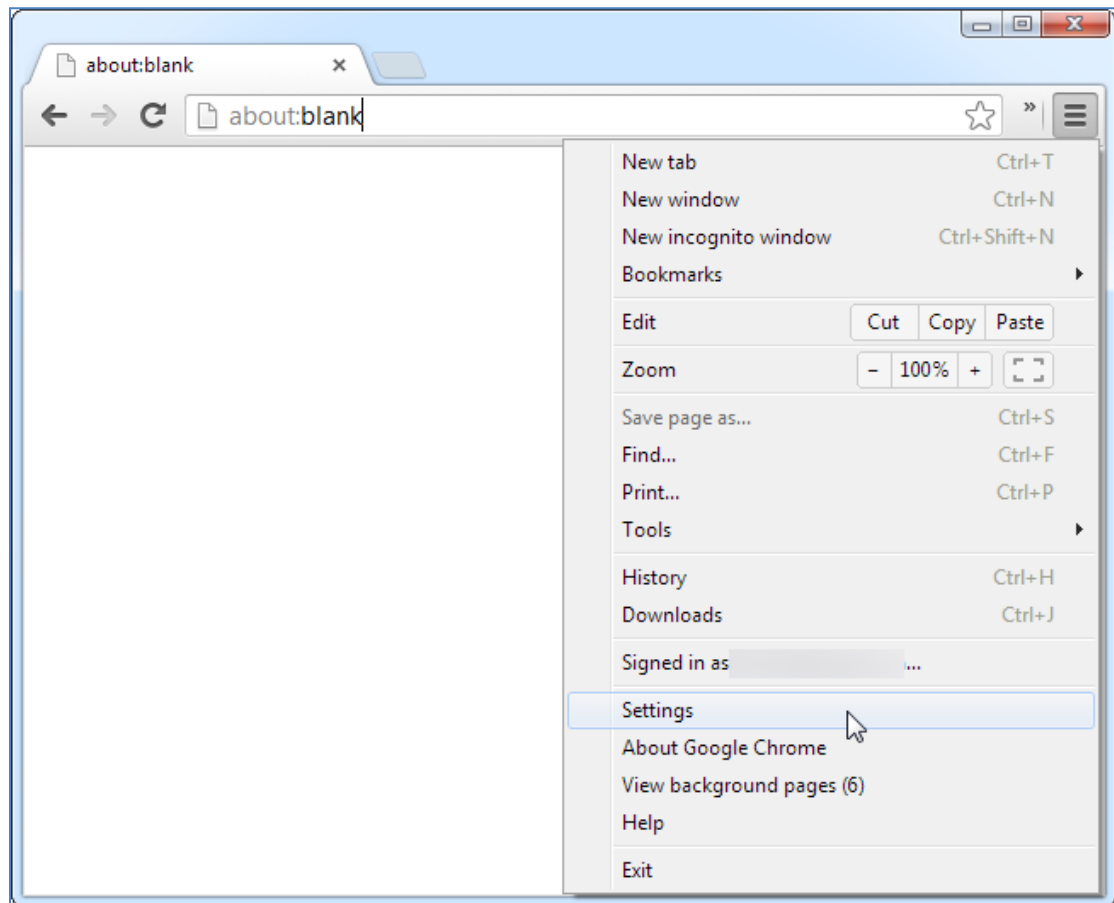 about:blank
about:blank
New tab Ctrl+T
New window Ctrl+N
New incognito window Ctrl+Shift+N
Bookmarks
Edit Cut Copy Paste
Zoom - 100% +
Save page as... Ctrl+S
Find... Ctrl+F
Print... Ctrl+P
Tools
History Ctrl+H
Downloads Ctrl+J
Signed in as ...
Settings
About Google Chrome
View background pages (6)
Help
Exit